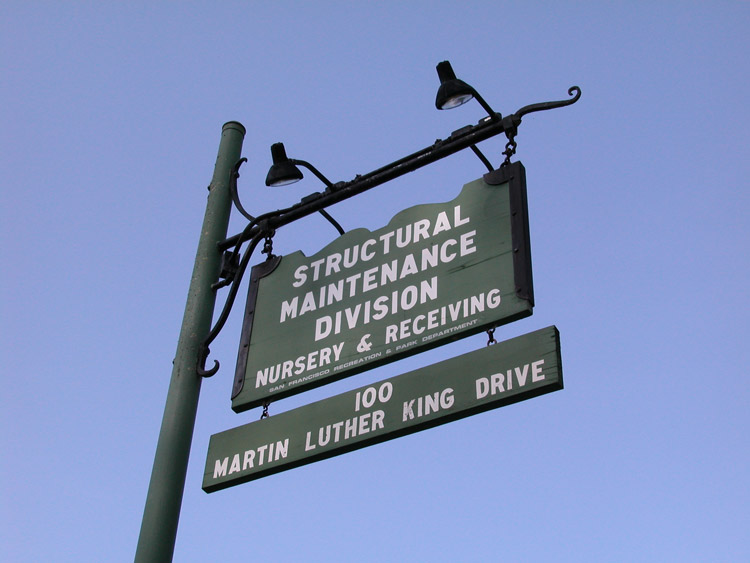 STRUCTURAL
MAINTENANCE
DIVISION
NURSERY & RECEIVING
SAN FRANCISCO RECREATION & PARK DEPARTMENT
100
MARTIN LUTHER KING DRIVE